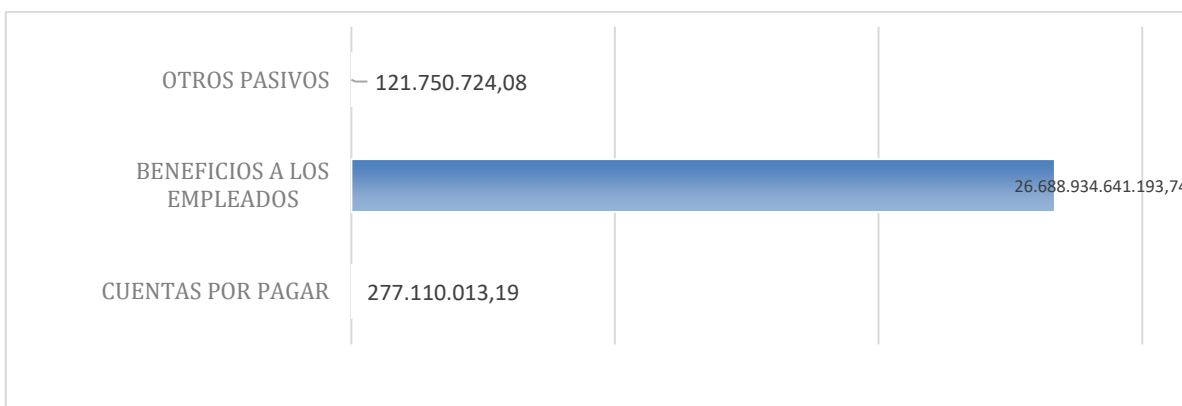 OTROS PASIVOS
121.750.724,08
BENEFICIOS A LOS
EMPLEADOS
26.688.934.641.193,74
CUENTAS POR PAGAR
277.110.013,19